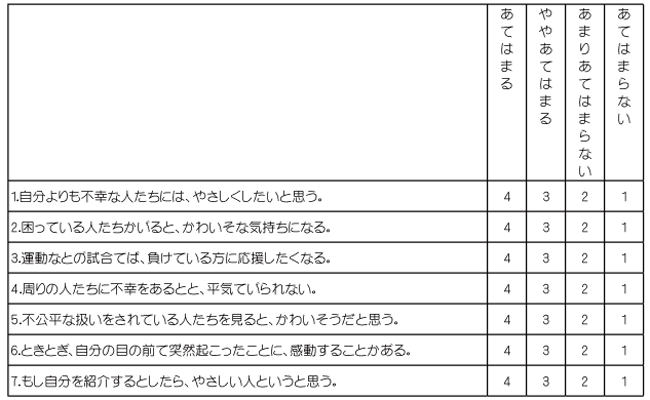 あてはまる
ややあてはまる
あまりあてはまらない
あてはまらない
1.自分よりも不幸な人たちには、やさしくしたいと思う。 4 3 2 1
2.困っている人たちかいると、かわいそな気持ちになる。 4 3 2 1
3.運動なとの試合てば、負けている方に応援したくなる。 4 3 2 1
4.周りの人たちに不幸をあるとと、平気ていられない。 4 3 2 1
5.不公平な扱いをされている人たちを見ると、かわいそうだと思う。 4 3 2 1
6.ときとぎ、自分の目の前て突然起こったことに、感動することかある。 4 3 2 1
7.もし自分を紹介するとしたら、やさしい人というと思う。 4 3 2 1